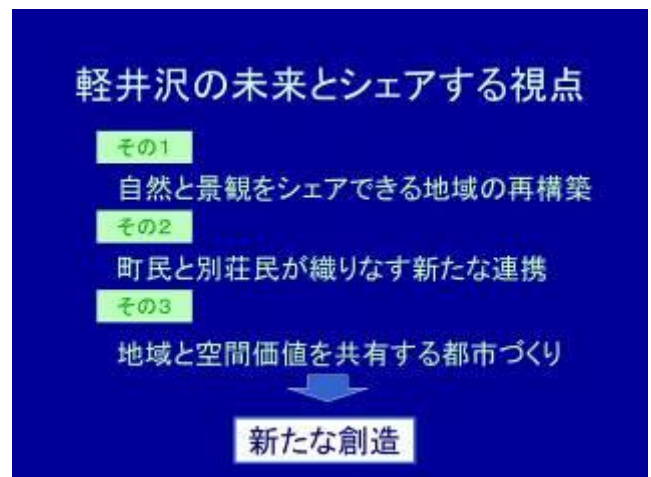 軽井沢の未来とシェアする視点
その1
自然と景観をシェアできる地域の再構築
その2
町民と別荘民が織りなす新たな連携
その3
地域と空間価値を共有する都市づくり
新たな創造